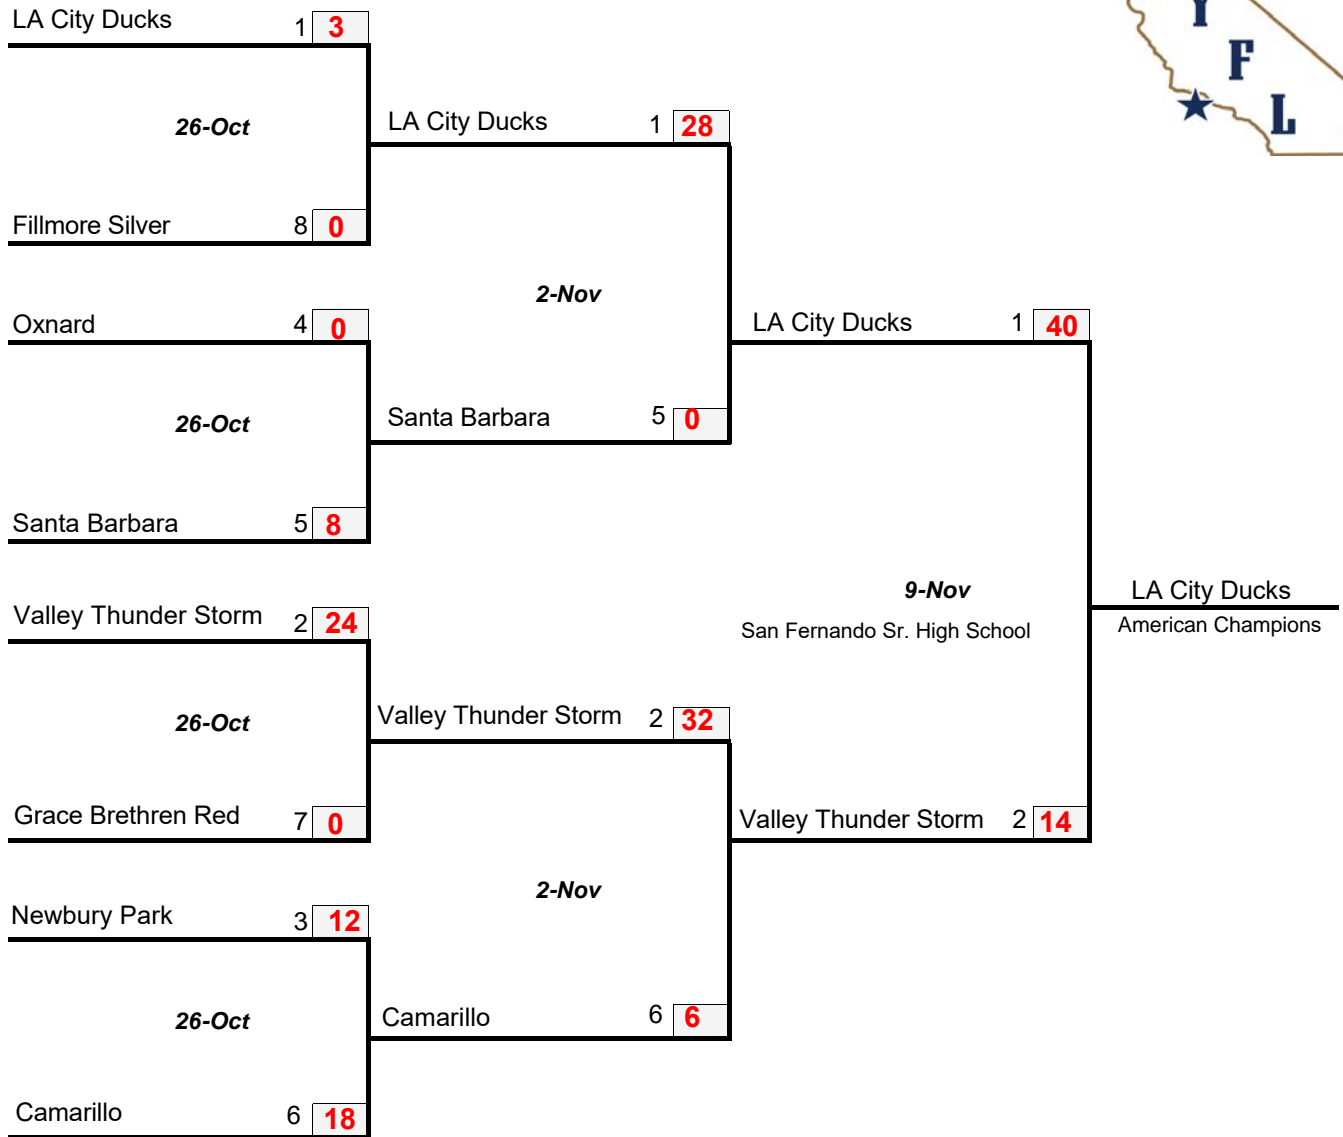 LA City Ducks 1 3
26-Oct
Fillmore Silver 8 0
Oxnard 4 0
26-Oct
Santa Barbara 5 8
Valley Thunder Storm 2 24
26-Oct
Grace Brethren Red 7 0
Newbury Park 3 12
26-Oct
Camarillo 6 18
LA City Ducks 1 28
2-Nov
Santa Barbara 5 0
Valley Thunder Storm 2 32
2-Nov
Camarillo 6 6
LA City Ducks 1 40
9-Nov
San Fernando Sr. High School
Valley Thunder Storm 2 14
LA City Ducks
American Champions
Y
F
L